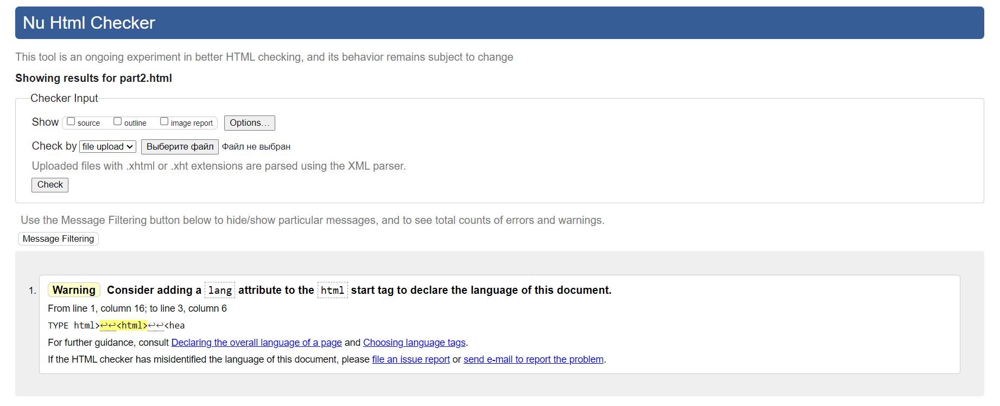 Nu Html Checker
This tool is an ongoing experiment in better HTML checking, and its behavior remains subject to change
Showing results for part2.html
Checker Input
Show source outline image report Options...
Check by file upload Выберите файл Файл не выбран
Uploaded files with .xhtml or .xht extensions are parsed using the XML parser.
Check
Use the Message Filtering button below to hide/show particular messages, and to see total counts of errors and warnings.
Message Filtering
1. Warning Consider adding a lang attribute to the html start tag to declare the language of this document.
From line 1, column 16; to line 3, column 6
TYPE html>↩↩<html>↩↩<hea
For further guidance, consult Declaring the overall language of a page and Choosing language tags.
If the HTML checker has misidentified the language of this document, please file an issue report or send e-mail to report the problem.